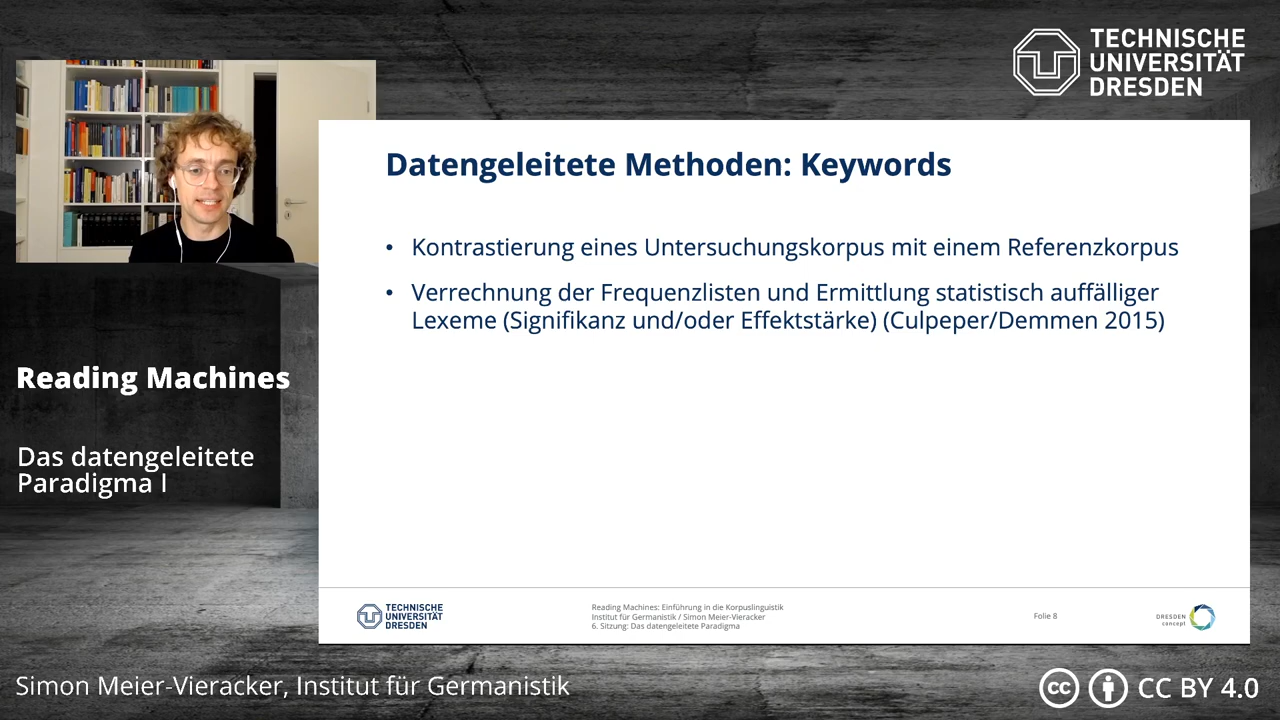 TECHNISCHE
UNIVERSITÄT
DRESDEN
Datengeleitete Methoden: Keywords
• Kontrastierung eines Untersuchungskorpus mit einem Referenzkorpus
• Verrechnung der Frequenzlisten und Ermittlung statistisch auffälliger
Lexeme (Signifikanz und/oder Effektstärke) (Culpeper/Demmen 2015)
Reading Machines
Das datengeleitete
Paradigma I
TECHNISCHE
UNIVERSITÄT
DRESDEN
Reading Machines: Einführung in die Korpuslinguistik
Institut für Germanistik / Simon Meier-Vieracker
6. Sitzung: Das datengeleitete Paradigma
Folie 8
DRESDEN
concept
Simon Meier-Vieracker, Institut für Germanistik
cc CC BY 4.0